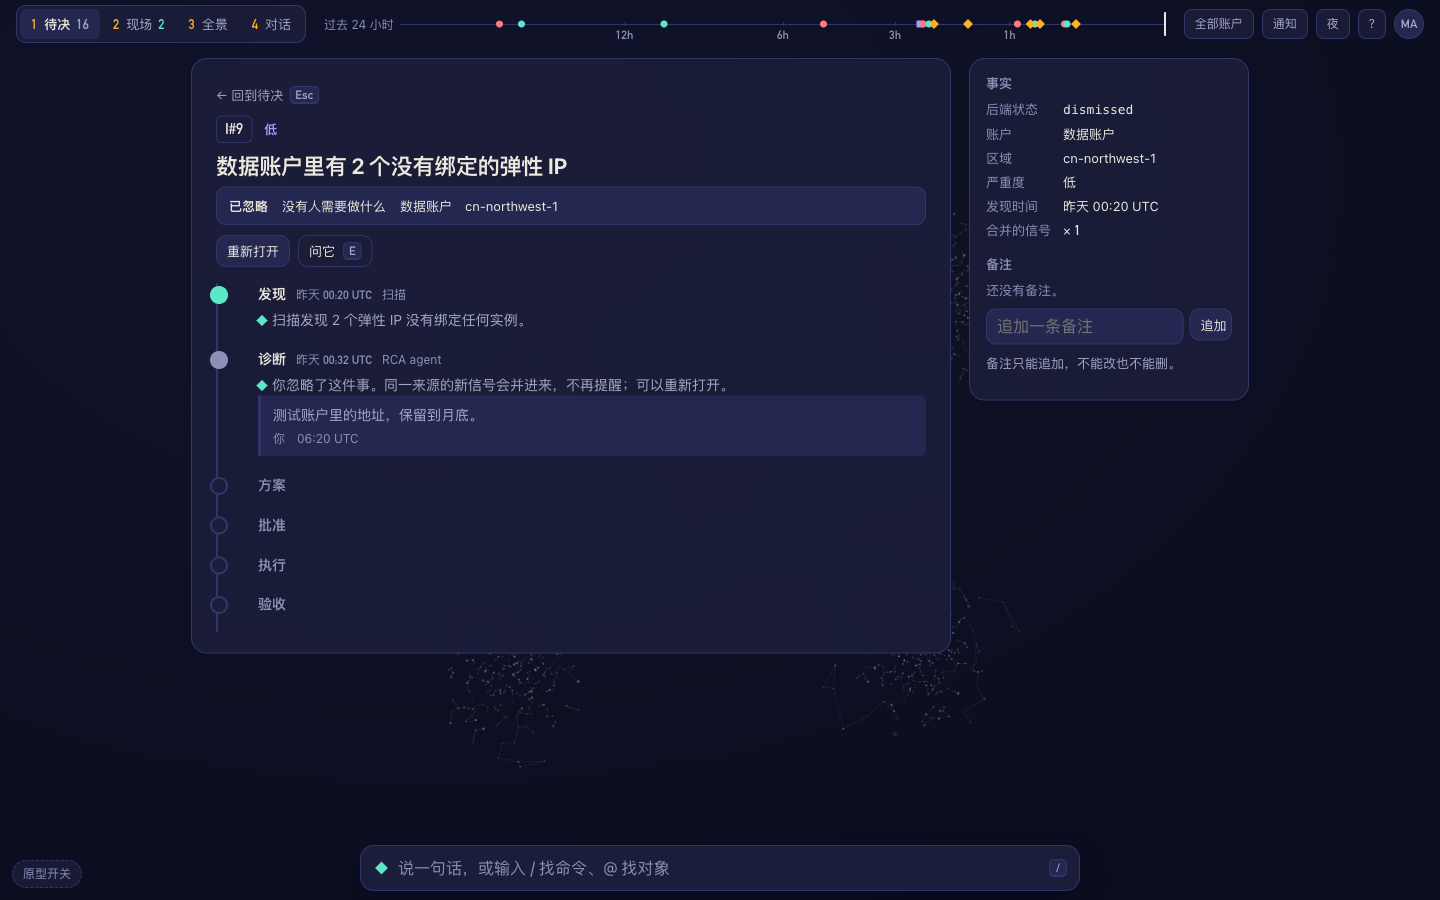 1 待决 16 2 现场 2 3 全景 4 对话
过去 24 小时
12h 6h 3h 1h
全部账户 通知 夜 ? MA
← 回到待决 Esc
I#9 低
数据账户里有 2 个没有绑定的弹性 IP
已忽略 没有人需要做什么 数据账户 cn-northwest-1
重新打开 问它 E
发现 昨天 00:20 UTC 扫描
扫描发现 2 个弹性 IP 没有绑定任何实例。
诊断 昨天 00:32 UTC RCA agent
你忽略了这件事。同一来源的新信号会并进来，不再提醒；可以重新打开。
测试账户里的地址，保留到月底。
你 06:20 UTC
方案
批准
执行
验收
事实
后端状态 dismissed
账户 数据账户
区域 cn-northwest-1
严重度 低
发现时间 昨天 00:20 UTC
合并的信号 × 1
备注
还没有备注。
追加一条备注 追加
备注只能追加，不能改也不能删。
原型开关
说一句话，或输入 / 找命令、@ 找对象 /